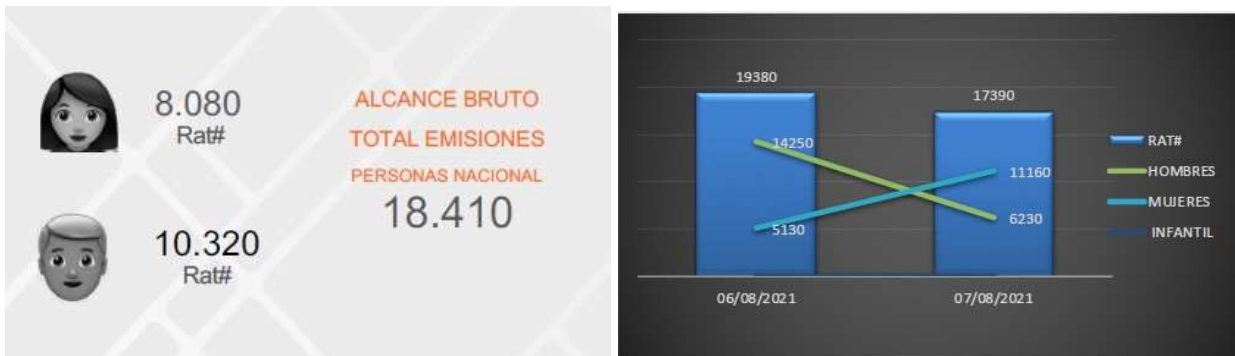 8.080
Rat#
ALCANCE BRUTO
TOTAL EMISIONES
PERSONAS NACIONAL
18.410
10.320
Rat#
19380
17390
14250
11160
5130
6230
06/08/2021
07/08/2021
RAT#
HOMBRES
MUJERES
INFANTIL